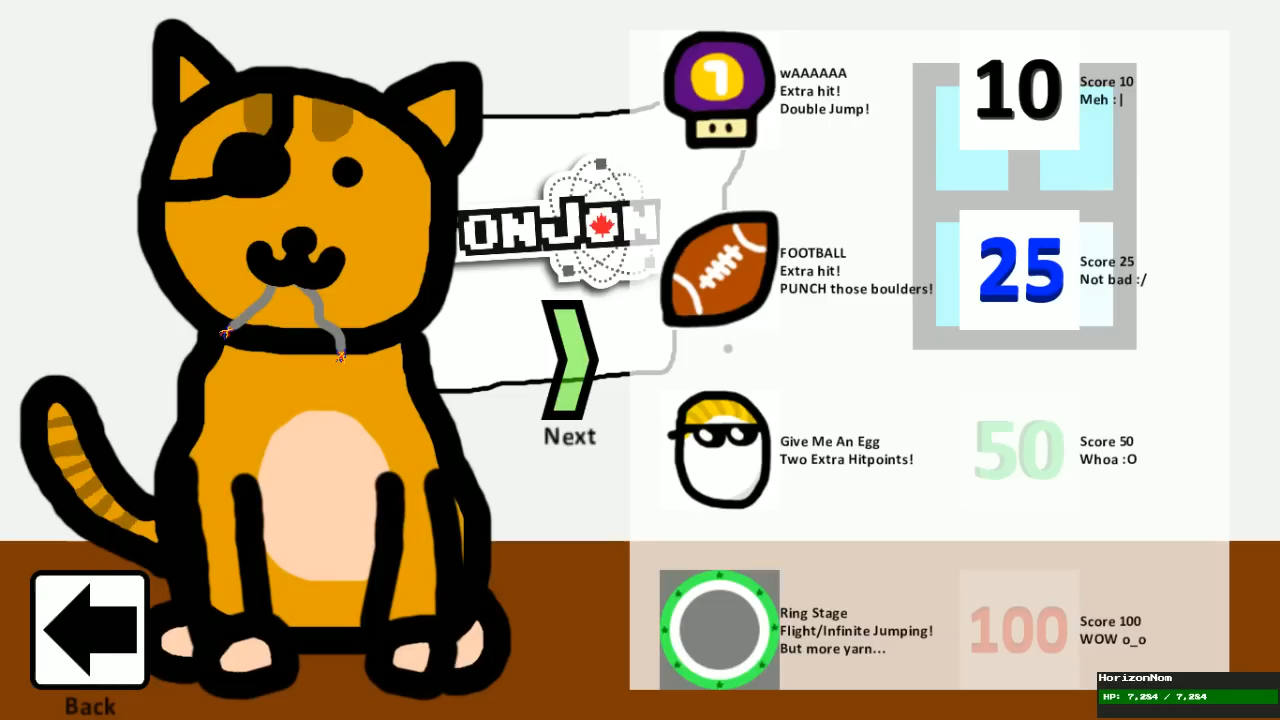 7
wAAAAAA
Extra hit!
Double Jump!
10
Score 10
Meh :|
ONJON
FOOTBALL
Extra hit!
PUNCH those boulders!
25
Score 25
Not bad :/
Next
Give Me An Egg
Two Extra Hitpoints!
50
Score 50
Whoa :O
Ring Stage
Flight/Infinite Jumping!
But more yarn...
100
Score 100
WOW o_o
Back
HorizonNom
HP: 7,284 / 7,284